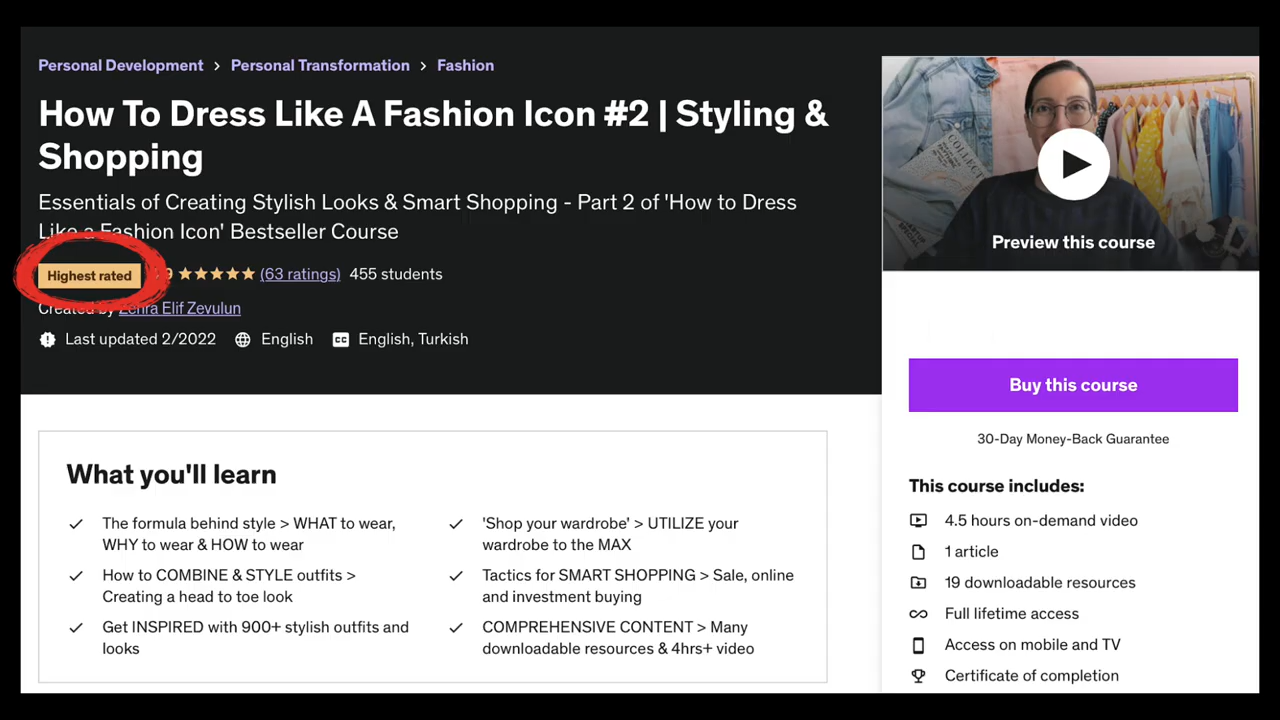 Personal Development > Personal Transformation > Fashion
How To Dress Like A Fashion Icon #2 | Styling &
Shopping
Essentials of Creating Stylish Looks & Smart Shopping - Part 2 of 'How to Dress
Like a Fashion Icon' Bestseller Course
Highest rated 9 (63 ratings) 455 students
Created by Zehra Elif Zevulun
Last updated 2/2022 English CC English, Turkish
COLLECT
Preview this course
Buy this course
30-Day Money-Back Guarantee
This course includes:
4.5 hours on-demand video
1 article
19 downloadable resources
Full lifetime access
Access on mobile and TV
Certificate of completion
What you'll learn
The formula behind style > WHAT to wear,
WHY to wear & HOW to wear
How to COMBINE & STYLE outfits >
Creating a head to toe look
Get INSPIRED with 900+ stylish outfits and
looks
'Shop your wardrobe' > UTILIZE your
wardrobe to the MAX
Tactics for SMART SHOPPING > Sale, online
and investment buying
COMPREHENSIVE CONTENT > Many
downloadable resources & 4hrs+ video